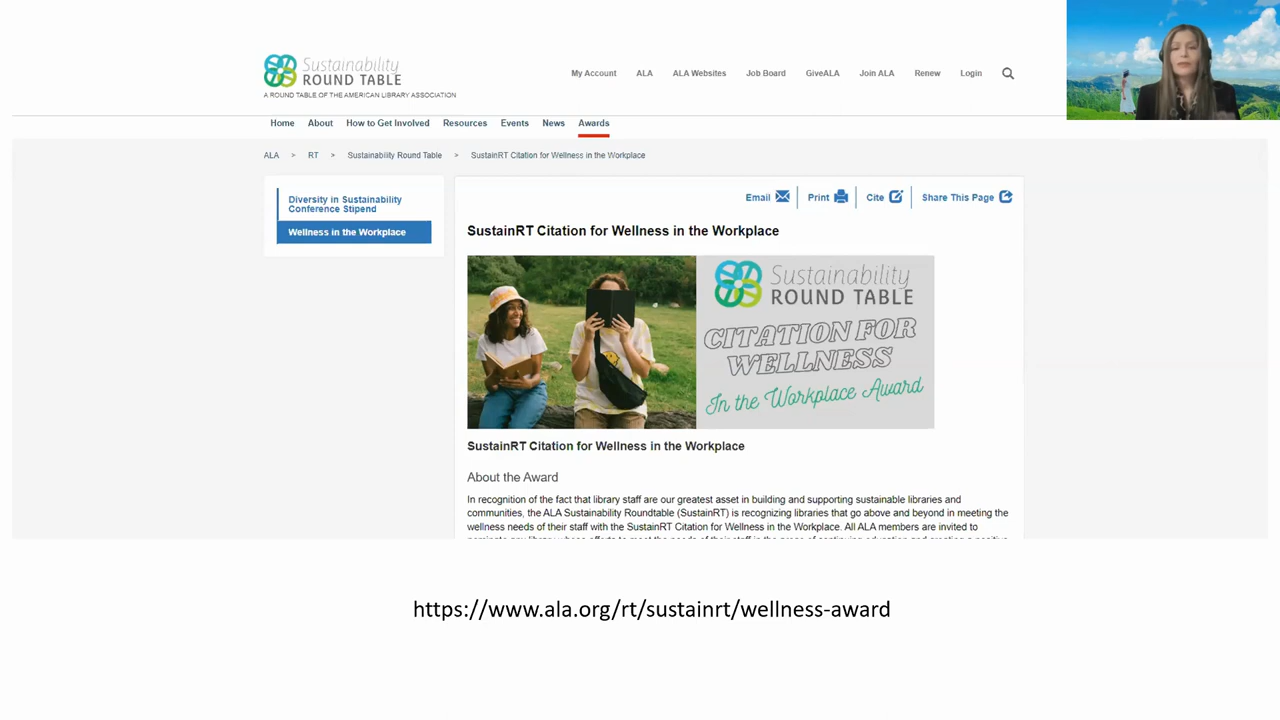 Sustainability
ROUND TABLE
A ROUND TABLE OF THE AMERICAN LIBRARY ASSOCIATION
My Account ALA ALA Websites Job Board GiveALA Join ALA Renew Login
Home About How to Get Involved Resources Events News Awards
ALA > RT > Sustainability Round Table > SustainRT Citation for Wellness in the Workplace
Diversity in Sustainability
Conference Stipend
Wellness in the Workplace
Email Print Cite Share This Page
SustainRT Citation for Wellness in the Workplace
Sustainability
ROUND TABLE
CITATION FOR
WELLNESS
In the Workplace Award
SustainRT Citation for Wellness in the Workplace
About the Award
In recognition of the fact that library staff are our greatest asset in building and supporting sustainable libraries and
communities, the ALA Sustainability Roundtable (SustainRT) is recognizing libraries that go above and beyond in meeting the
wellness needs of their staff with the SustainRT Citation for Wellness in the Workplace. All ALA members are invited to
https://www.ala.org/rt/sustainrt/wellness-award